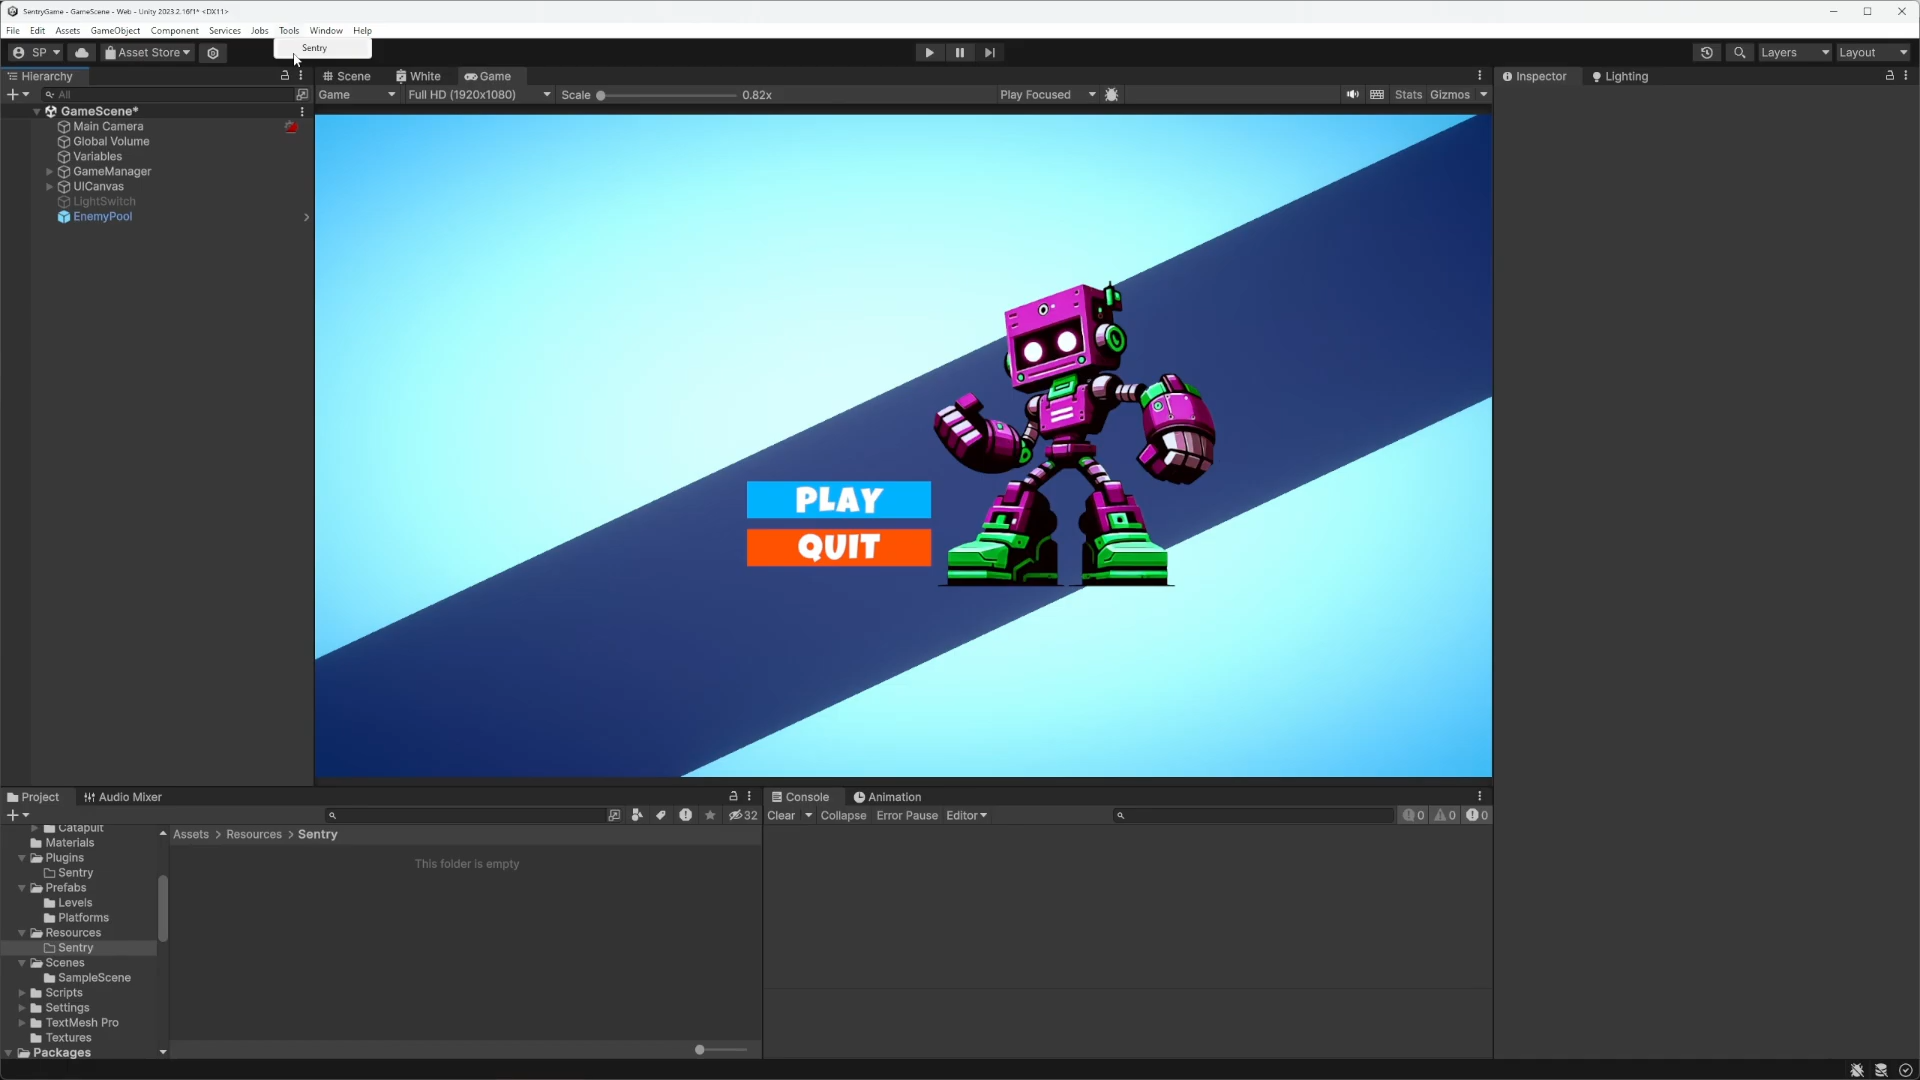 SentryGame - GameScene - Web - Unity 2023.2.16f1* <DX11>
File Edit Assets GameObject Component Services Jobs Tools Window Help
Sentry
SP Asset Store Layers Layout
Hierarchy Scene White Game Inspector Lighting
All Game Full HD (1920x1080) Scale 0.82x Play Focused Stats Gizmos
GameScene*
Main Camera
Global Volume
Variables
GameManager
UICanvas
LightSwitch
EnemyPool
PLAY
QUIT
Project Audio Mixer Console Animation
32 Clear Collapse Error Pause Editor 0 0 0
Catapult
Assets > Resources > Sentry
Materials
Plugins
This folder is empty
Sentry
Prefabs
Levels
Platforms
Resources
Sentry
Scenes
SampleScene
Scripts
Settings
TextMesh Pro
Textures
Packages